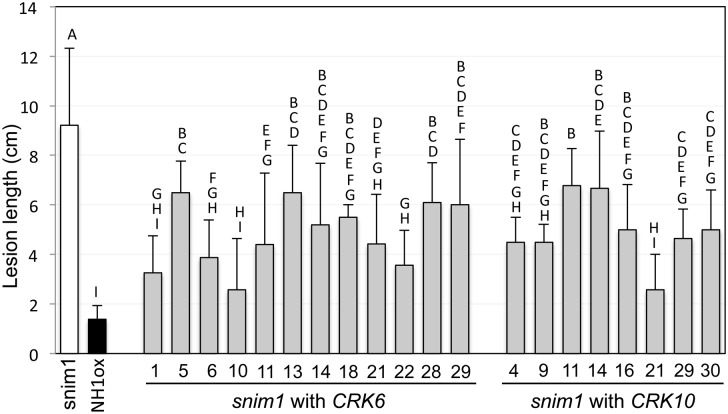 Lesion length (cm)
14
12
10
8
6
4
2
0
A
I
G
H
I
B
C
F
G
H
H
I
E
F
G
B
C
D
B
C
D
E
F
G
B
C
D
E
F
G
D
E
F
G
H
G
H
B
C
D
B
C
D
E
F
C
D
E
F
G
H
B
C
D
E
F
G
H
B
B
C
D
E
B
C
D
E
F
G
H
I
C
D
E
F
G
C
D
E
F
G
snim1
NH1ox
1 5 6 10 11 13 14 18 21 22 28 29
4 9 11 14 16 21 29 30
snim1 with CRK6
snim1 with CRK10